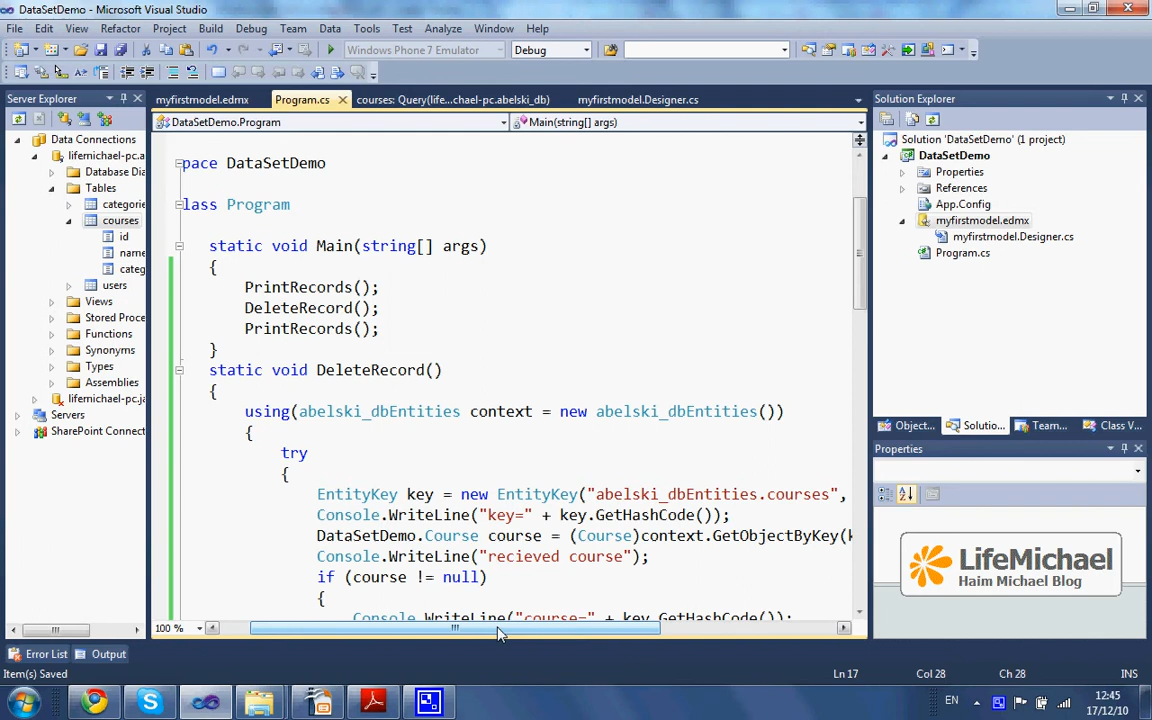 DataSetDemo - Microsoft Visual Studio
File Edit View Refactor Project Build Debug Team Data Tools Test Analyze Window Help
Windows Phone 7 Emulator Debug
Server Explorer
myfirstmodel.edmx Program.cs courses: Query(life...chael-pc.abelski_db) myfirstmodel.Designer.cs
Solution Explorer
DataSetDemo.Program Main(string[] args)
Data Connections
lifemichael-pc.a
Database Dia
Tables
categorie
courses
id
name
categ
users
Views
Stored Proce
Functions
Synonyms
Types
Assemblies
lifemichael-pc.ja
Servers
SharePoint Connect
pace DataSetDemo
lass Program
static void Main(string[] args)
{
PrintRecords();
DeleteRecord();
PrintRecords();
}
static void DeleteRecord()
{
using(abelski_dbEntities context = new abelski_dbEntities())
{
try
{
EntityKey key = new EntityKey("abelski_dbEntities.courses",
Console.WriteLine("key=" + key.GetHashCode());
DataSetDemo.Course course = (Course)context.GetObjectByKey(k
Console.WriteLine("recieved course");
if (course != null)
{
Console.WriteLine("course=" + key.GetHashCode());
100 %
Solution 'DataSetDemo' (1 project)
DataSetDemo
Properties
References
App.Config
myfirstmodel.edmx
myfirstmodel.Designer.cs
Program.cs
Object... Solutio... Team... Class V...
Properties
LifeMichael
Haim Michael Blog
Error List Output
Item(s) Saved Ln 17 Col 28 Ch 28 INS
EN 12:45
17/12/10